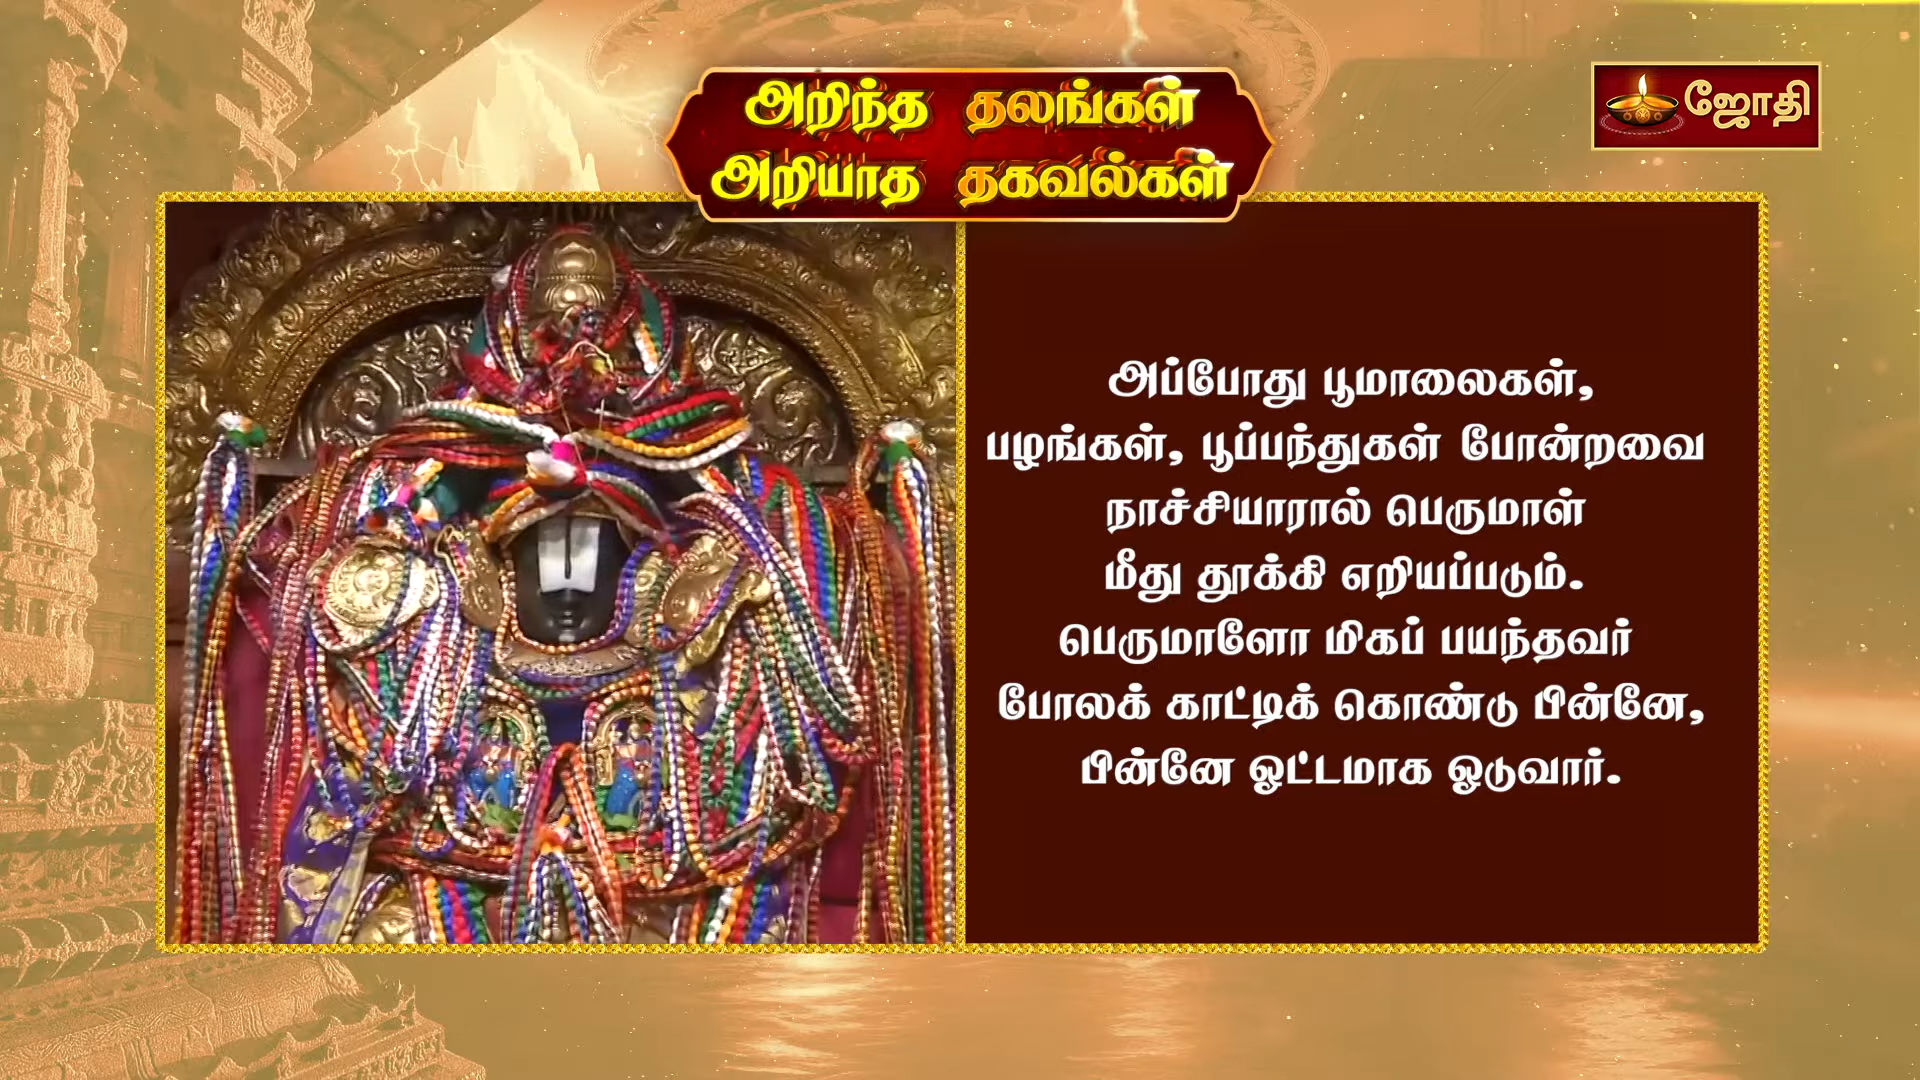 அறிந்த தலங்கள்
அறியாத தகவல்கள்
ஜோதி
அப்போது பூமாலைகள்,
பழங்கள், பூப்பந்துகள் போன்றவை
நாச்சியாரால் பெருமாள்
மீது தூக்கி எறியப்படும்.
பெருமாளோ மிகப் பயந்தவர்
போலக் காட்டிக் கொண்டு பின்னே,
பின்னே ஓட்டமாக ஓடுவார்.